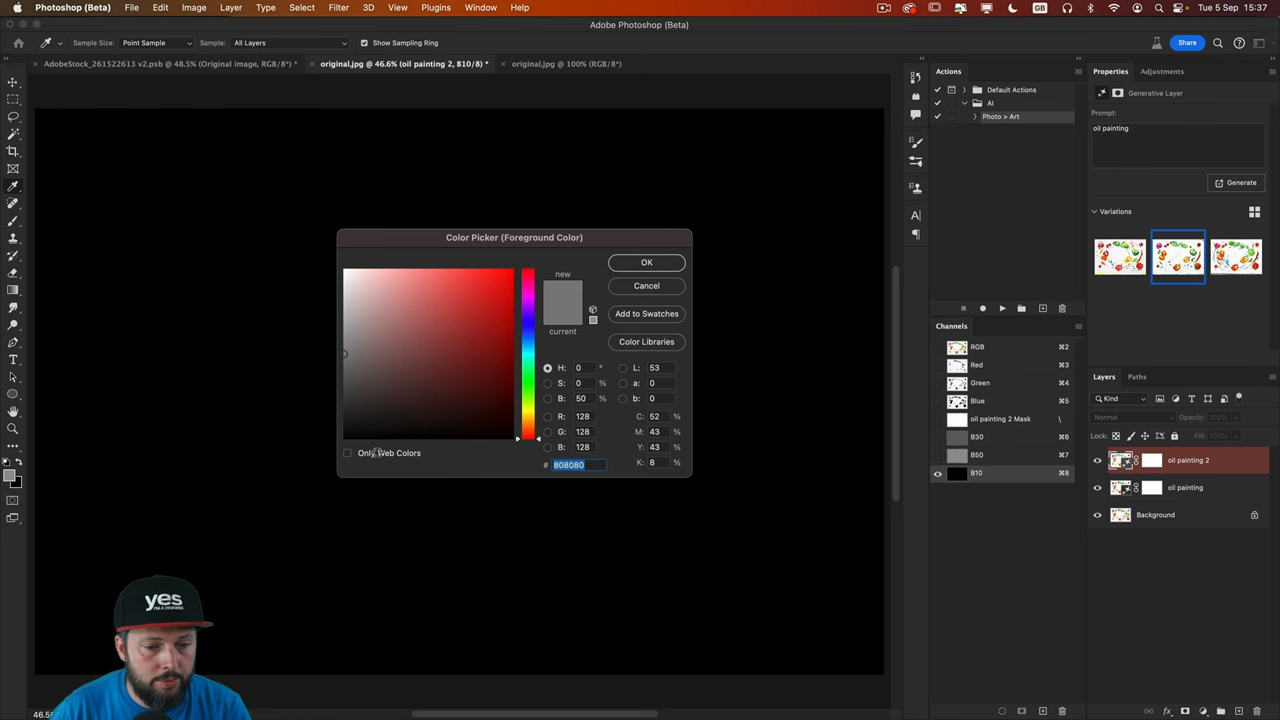 Photoshop (Beta) File Edit Image Layer Type Select Filter 3D View Plugins Window Help GB Tue 5 Sep 15:37
Adobe Photoshop (Beta)
Sample Size: Point Sample Sample: All Layers Show Sampling Ring Share
AdobeStock_261522613 v2.psb @ 48.5% (Original image, RGB/8*) * original.jpg @ 46.6% (oil painting 2, B10/8) * original.jpg @ 100% (RGB/8*)
Actions
Default Actions
AI
Photo > Art
Properties Adjustments
Generative Layer
Prompt:
oil painting
Generate
Variations
Color Picker (Foreground Color)
new
current
OK
Cancel
Add to Swatches
Color Libraries
H: 0 ° L: 53
S: 0 % a: 0
B: 50 % b: 0
R: 128 C: 52 %
G: 128 M: 43 %
B: 128 Y: 43 %
# 808080 K: 8 %
Only Web Colors
Channels
RGB ⌘2
Red ⌘3
Green ⌘4
Blue ⌘5
oil painting 2 Mask \
B30 ⌘6
B50 ⌘7
B10 ⌘8
Layers Paths
Kind
Normal Opacity: 100%
Lock: Fill: 100%
oil painting 2
oil painting
Background
yes
I'M A DESIGNER